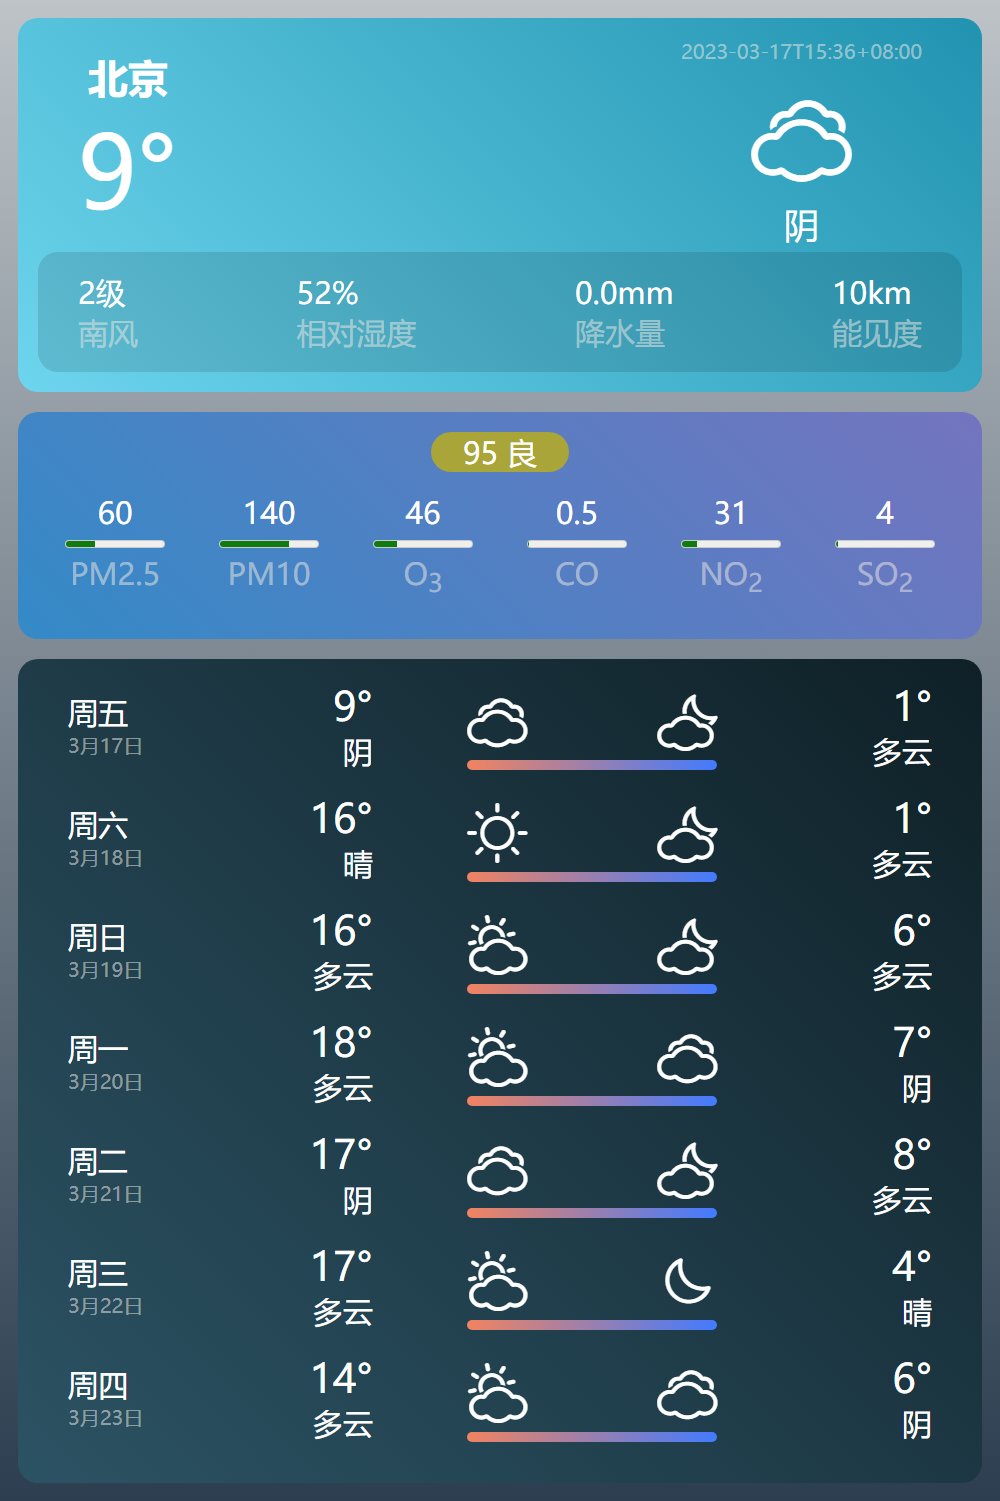 2023-03-17T15:36+08:00
北京
9°
阴
2级 52% 0.0mm 10km
南风 相对湿度 降水量 能见度
95 良
60 140 46 0.5 31 4
PM2.5 PM10 O3 CO NO2 SO2
周五 9° 1°
3月17日 阴 多云
周六 16° 1°
3月18日 晴 多云
周日 16° 6°
3月19日 多云 多云
周一 18° 7°
3月20日 多云 阴
周二 17° 8°
3月21日 阴 多云
周三 17° 4°
3月22日 多云 晴
周四 14° 6°
3月23日 多云 阴